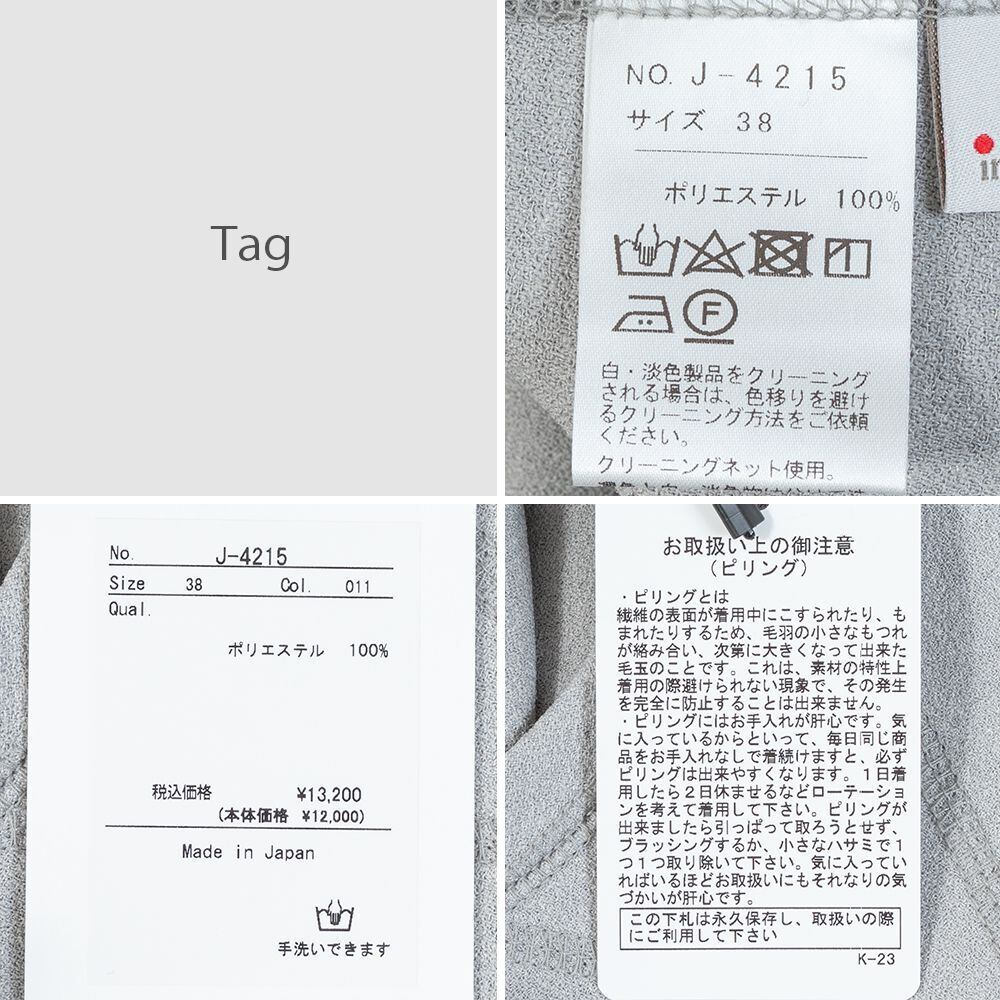 Tag
NO. J-4215
サイズ 38
ポリエステル 100%
F
白・淡色製品をクリーニング
される場合は、色移りを避け
るクリーニング方法をご依頼
ください。
クリーニングネット使用。
No. J-4215
Size 38 Col. 011
Qual.
ポリエステル 100%
税込価格 ¥13,200
(本体価格 ¥12,000)
Made in Japan
手洗いできます
お取扱い上の御注意
(ピリング)
・ピリングとは
繊維の表面が着用中にこすられたり、も
まれたりするため、毛羽の小さなもつれ
が絡み合い、次第に大きくなって出来た
毛玉のことです。これは、素材の特性上
着用の際避けられない現象で、その発生
を完全に防止することは出来ません。
・ピリングにはお手入れが肝心です。気
に入っているからといって、毎日同じ商
品をお手入れなしで着続けますと、必ず
ピリングは出来やすくなります。1日着
用したら2日休ませるなどローテーショ
ンを考えて着用して下さい。ピリングが
出来ましたら引っぱって取ろうとせず、
ブラッシングするか、小さなハサミで1
つ1つ取り除いて下さい。気に入ってい
ればいるほどお取扱いにもそれなりの気
づかいが肝心です。
この下札は永久保存し、取扱いの際
にご利用して下さい
K-23